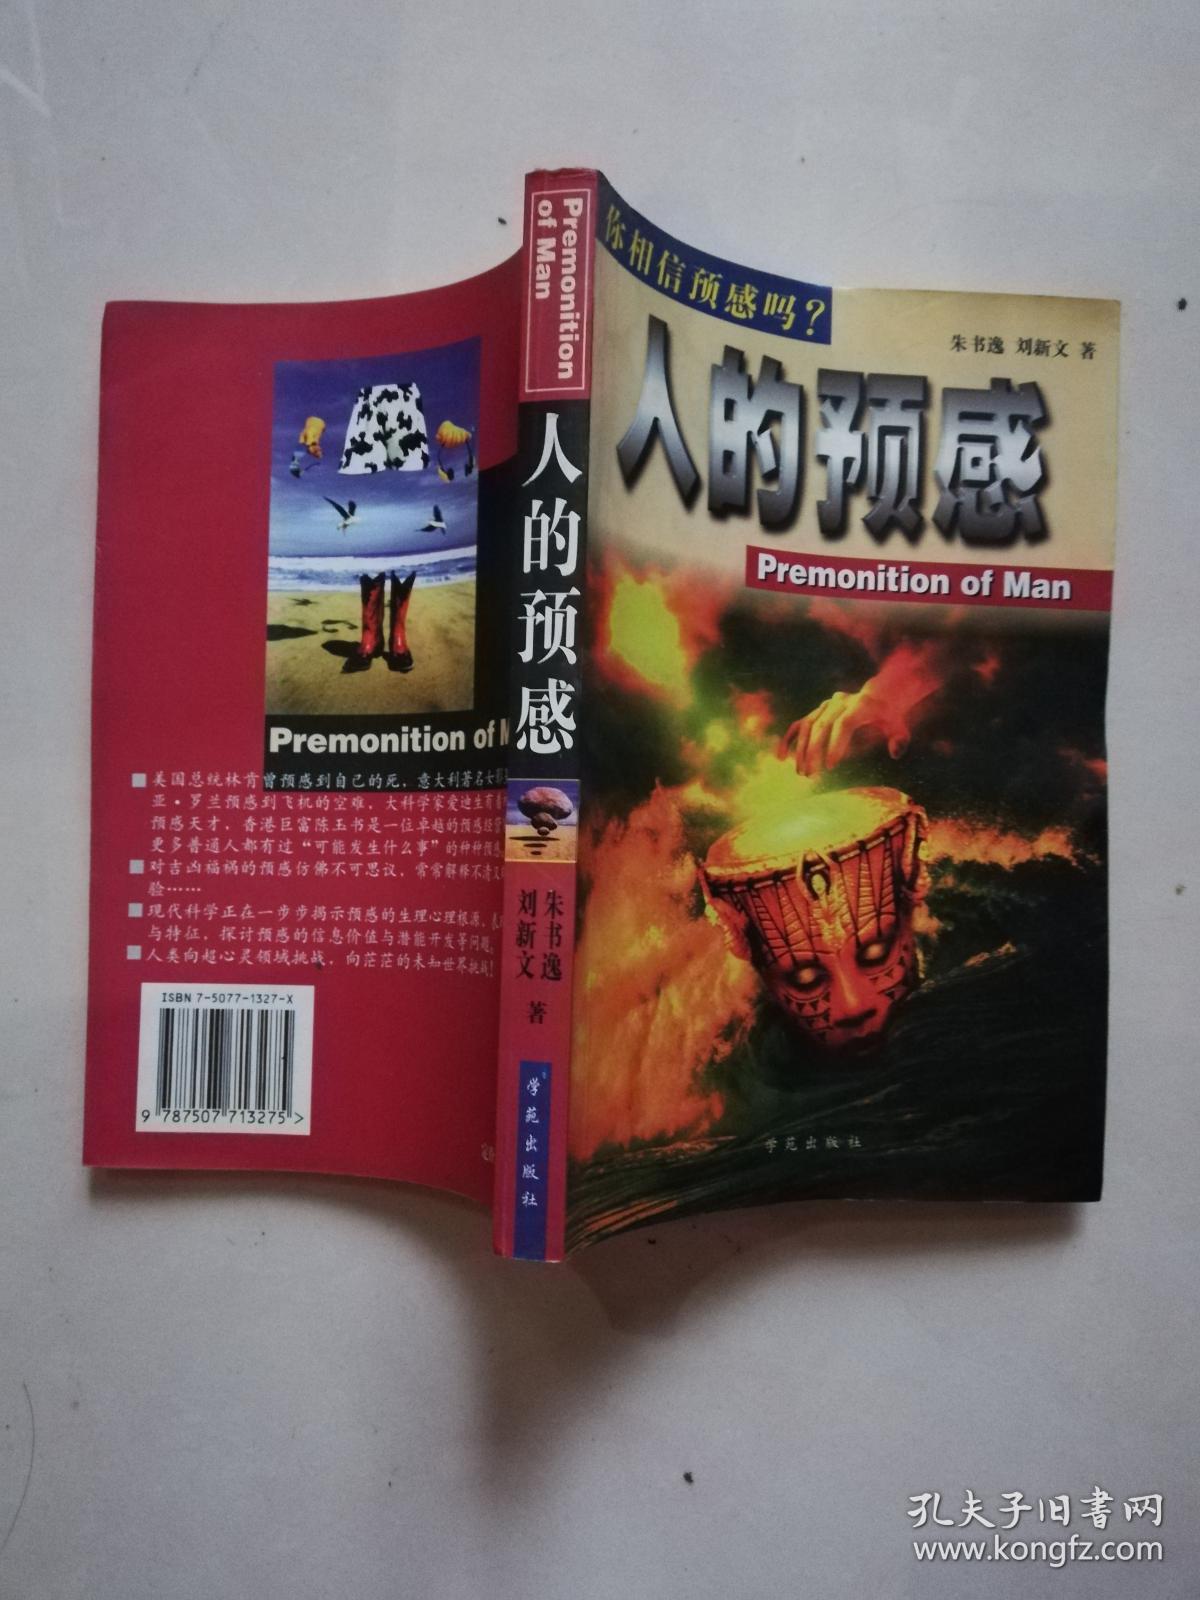 你相信预感吗?
朱书逸 刘新文 著
人的预感
Premonition of Man
学苑出版社
Premonition
of Man
人的预感
朱书逸
刘新文
著
学苑出版社
Premonition of
■ 美国总统林肯曾预感到自己的死，意大利著名女
亚·罗兰预感到飞机的空难，大科学家爱迪生有着
预感天才，香港巨富陈玉书是一位卓越的预感经营
更多普通人都有过“可能发生什么事”的种种预感
■ 对吉凶福祸的预感仿佛不可思议，常常解释不清又
验……
■ 现代科学正在一步步揭示预感的生理心理根源、表
与特征，探讨预感的信息价值与潜能开发等问题。
■ 人类向超心灵领域挑战，向茫茫的未知世界挑战!
ISBN 7-5077-1327-X
9 787507 713275 >
定价
孔夫子旧书网
www.kongfz.com